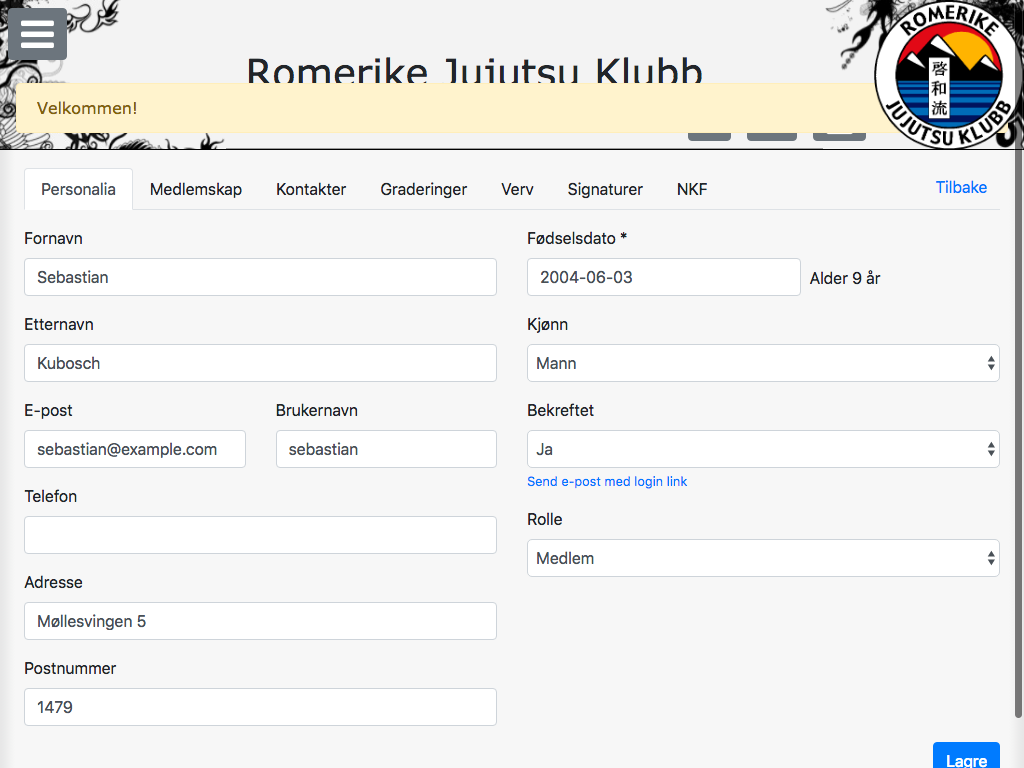 Romerike Jujutsu Klubb
ROMERIKE
啓和流
JUJUTSU KLUBB
Velkommen!
Personalia Medlemskap Kontakter Graderinger Verv Signaturer NKF Tilbake
Fornavn
Sebastian
Fødselsdato *
2004-06-03 Alder 9 år
Etternavn
Kubosch
Kjønn
Mann
E-post Brukernavn
sebastian@example.com sebastian
Bekreftet
Ja
Send e-post med login link
Telefon
Rolle
Medlem
Adresse
Møllesvingen 5
Postnummer
1479
Lagre